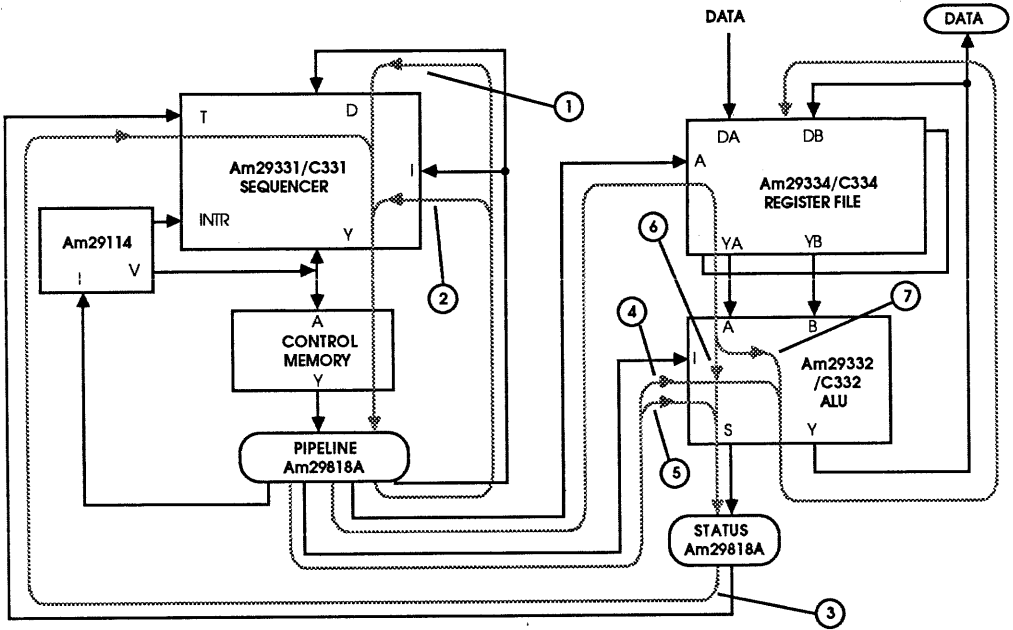 DATA
DATA
1
T
D
Am29331/C331
SEQUENCER
I
INTR
Y
Am29114
I
V
2
A
CONTROL
MEMORY
Y
PIPELINE
Am29818A
DA
DB
A
Am29334/C334
REGISTER FILE
YA
YB
6
7
4
A
B
I
Am29332
/C332
ALU
S
Y
5
STATUS
Am29818A
3